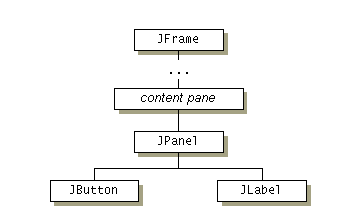 JFrame
...
content pane
JPanel
JButton
JLabel